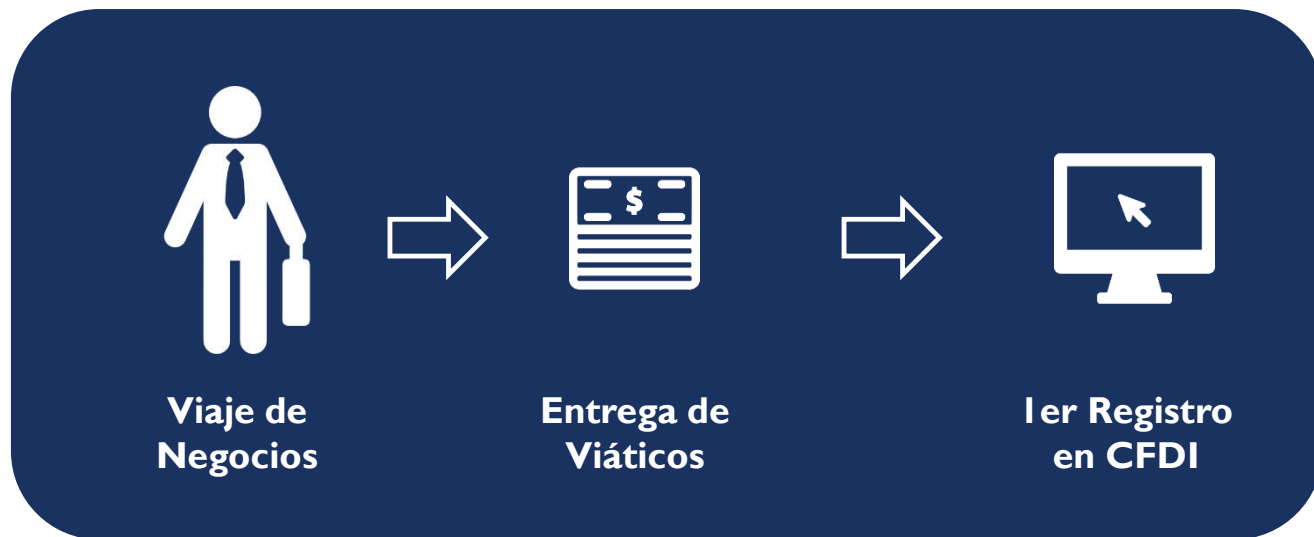 $
Viaje de
Negocios
Entrega de
Viáticos
1er Registro
en CFDI